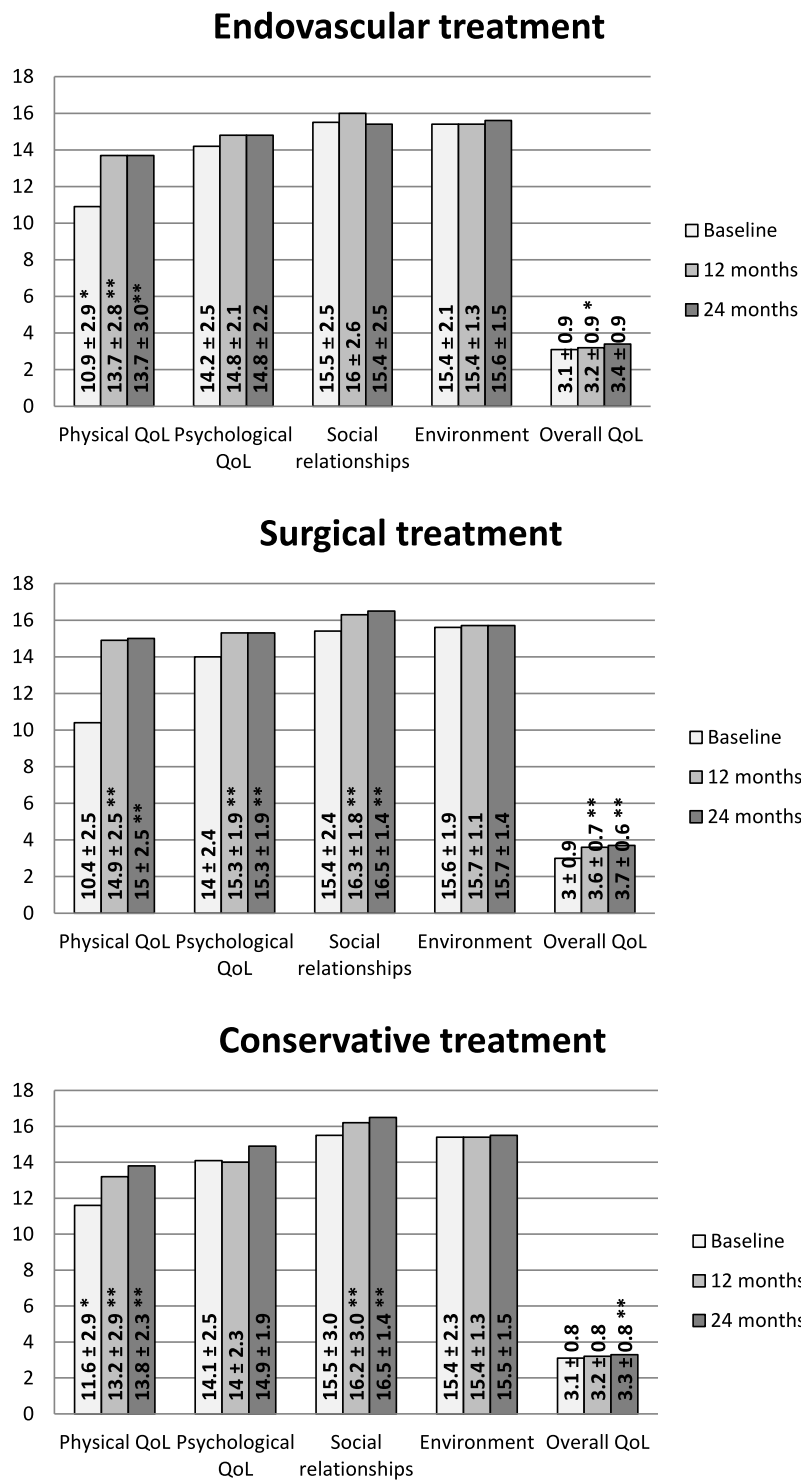 Endovascular treatment
18
16
14
12
10
8
6
4
2
0
10.9 ± 2.9 *
13.7 ± 2.8 **
13.7 ± 3.0**
14.2 ± 2.5
14.8 ± 2.1
14.8 ± 2.2
15.5 ± 2.5
16 ± 2.6
15.4 ± 2.5
15.4 ± 2.1
15.4 ± 1.3
15.6 ± 1.5
3.1 ± 0.9
3.2 ± 0.9 *
3.4 ± 0.9
Physical QoL
Psychological
QoL
Social
relationships
Environment
Overall QoL
Baseline
12 months
24 months
Surgical treatment
18
16
14
12
10
8
6
4
2
0
10.4 ± 2.5
14.9 ± 2.5 **
15 ± 2.5 **
14 ± 2.4
15.3 ± 1.9 **
15.3 ± 1.9 **
15.4 ± 2.4
16.3 ± 1.8 **
16.5 ± 1.4 **
15.6 ± 1.9
15.7 ± 1.1
15.7 ± 1.4
3 ± 0.9
3.6 ± 0.7 **
3.7 ± 0.6 **
Physical QoL
Psychological
QoL
Social
relationships
Environment
Overall QoL
Baseline
12 months
24 months
Conservative treatment
18
16
14
12
10
8
6
4
2
0
11.6 ± 2.9 *
13.2 ± 2.9 **
13.8 ± 2.3 **
14.1 ± 2.5
14 ± 2.3
14.9 ± 1.9
15.5 ± 3.0
16.2 ± 3.0 **
16.5 ± 1.4 **
15.4 ± 2.3
15.4 ± 1.3
15.5 ± 1.5
3.1 ± 0.8
3.2 ± 0.8
3.3 ± 0.8 **
Physical QoL
Psychological
QoL
Social
relationships
Environment
Overall QoL
Baseline
12 months
24 months